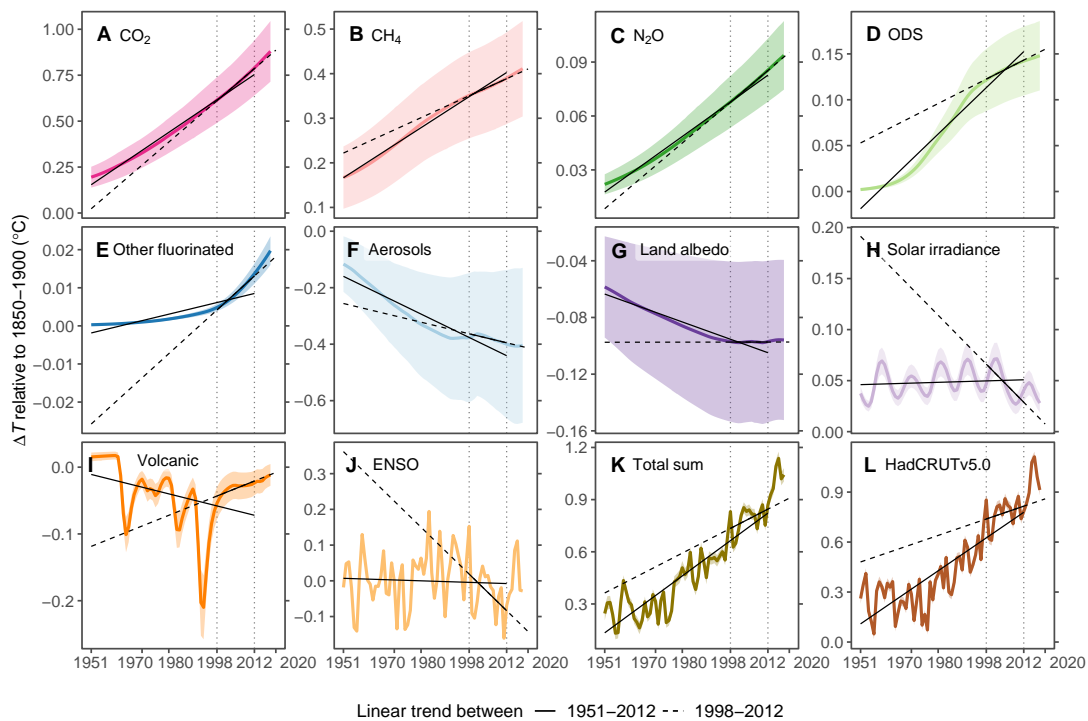 ΔT relative to 1850−1900 (°C)
A CO₂
1.00
0.75
0.50
0.25
0.00
B CH₄
0.5
0.4
0.3
0.2
0.1
C N₂O
0.09
0.06
0.03
D ODS
0.15
0.10
0.05
0.00
E Other fluorinated
0.02
0.01
0.00
−0.01
−0.02
F Aerosols
0.0
−0.2
−0.4
−0.6
G Land albedo
−0.04
−0.08
−0.12
−0.16
H Solar irradiance
0.20
0.15
0.10
0.05
0.00
I Volcanic
0.0
−0.1
−0.2
J ENSO
0.3
0.2
0.1
0.0
−0.1
K Total sum
1.2
0.9
0.6
0.3
L HadCRUTv5.0
1.2
0.9
0.6
0.3
0.0
1951 1970 1998 2012 2020
1951 1970 1998 2012 2020
1951 1970 1998 2012 2020
1951 1970 1998 2012 2020
Linear trend between 1951−2012 1998−2012